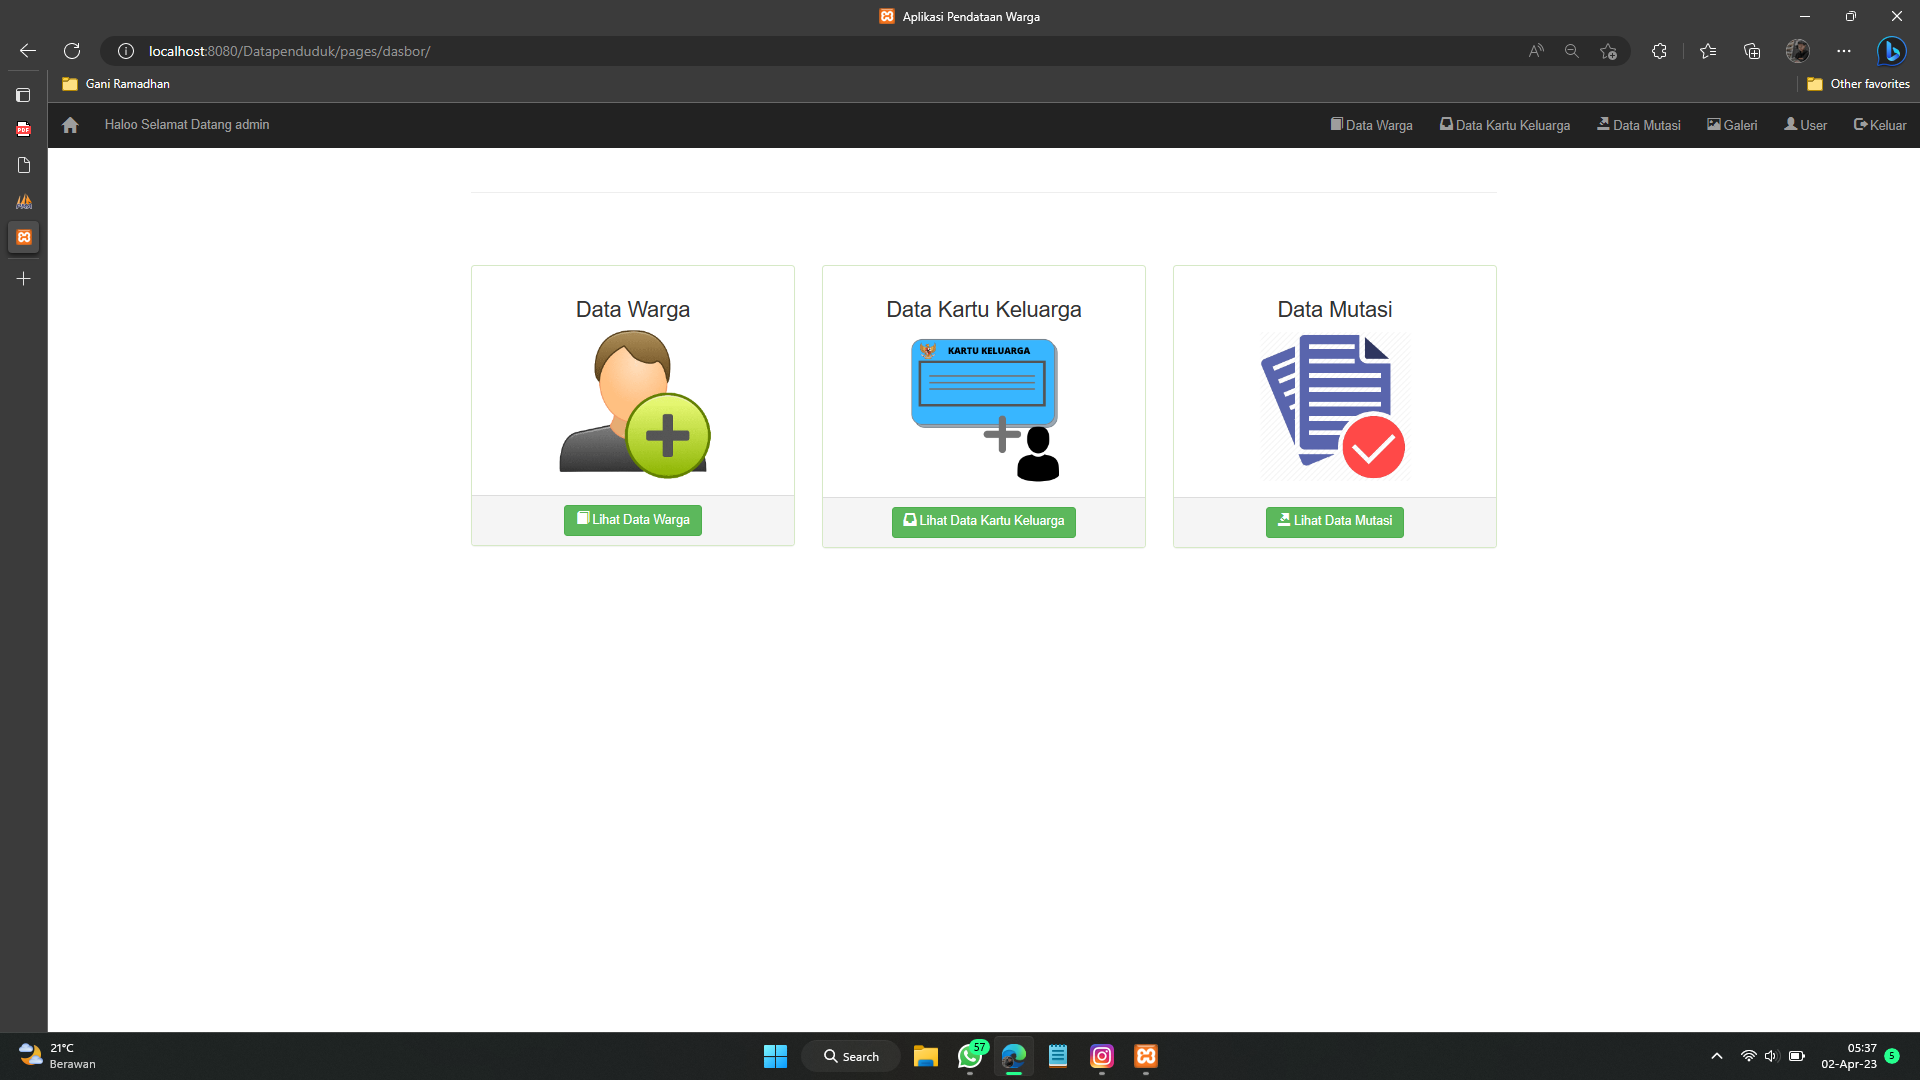 Aplikasi Pendataan Warga
localhost:8080/Datapenduduk/pages/dasbor/
Gani Ramadhan
Other favorites
Haloo Selamat Datang admin
Data Warga
Data Kartu Keluarga
Data Mutasi
Galeri
User
Keluar
Data Warga
Data Kartu Keluarga
Data Mutasi
KARTU KELUARGA
Lihat Data Warga
Lihat Data Kartu Keluarga
Lihat Data Mutasi
PDF
21°C
Berawan
Search
57
05:37
02-Apr-23
5